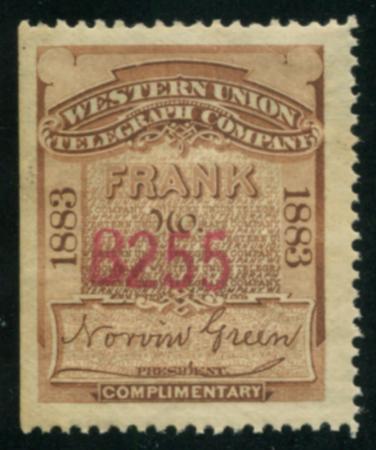 WESTERN UNION
TELEGRAPH COMPANY
1883
FRANK
No.
B255
1883
Norvin Green
PRESIDENT.
COMPLIMENTARY